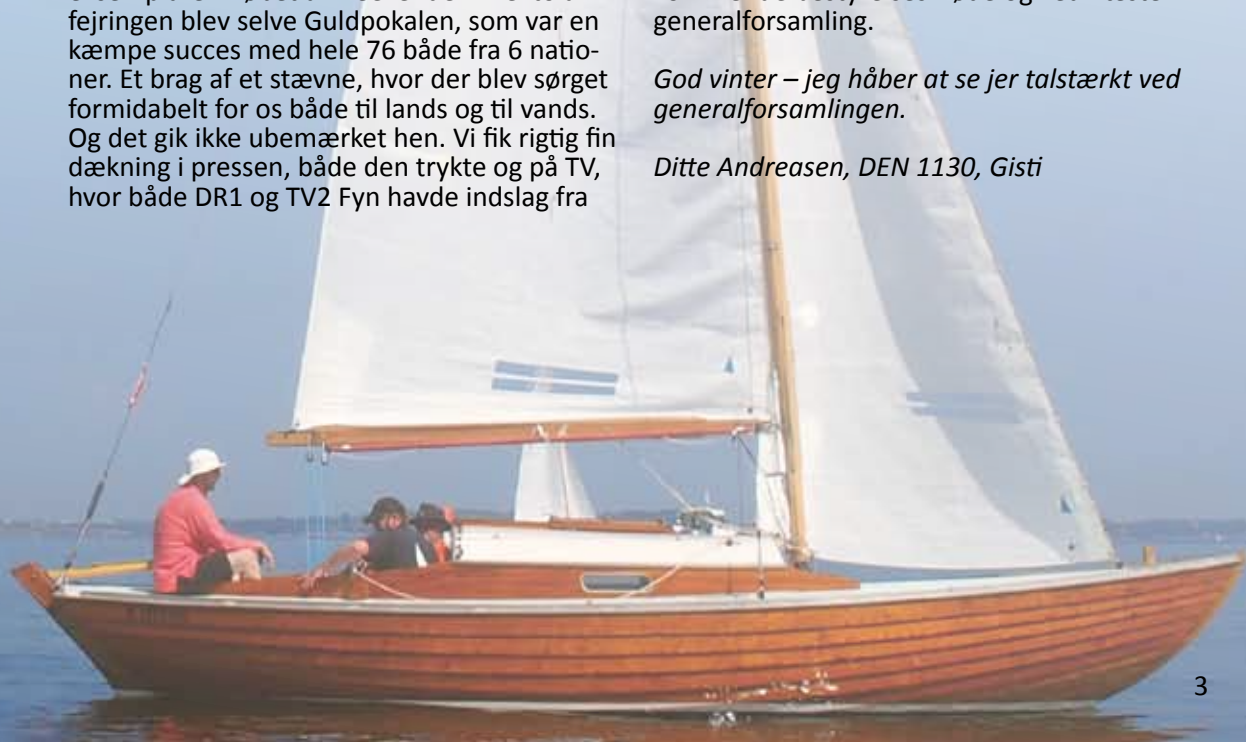 fejringen blev selve Guldpokalen, som var en
kæmpe succes med hele 76 både fra 6 natio-
ner. Et brag af et stævne, hvor der blev sørget
formidabelt for os både til lands og til vands.
Og det gik ikke ubemærket hen. Vi fik rigtig fin
dækning i pressen, både den trykte og på TV,
hvor både DR1 og TV2 Fyn havde indslag fra
generalforsamling.
God vinter – jeg håber at se jer talstærkt ved
generalforsamlingen.
Ditte Andreasen, DEN 1130, Gisti
3